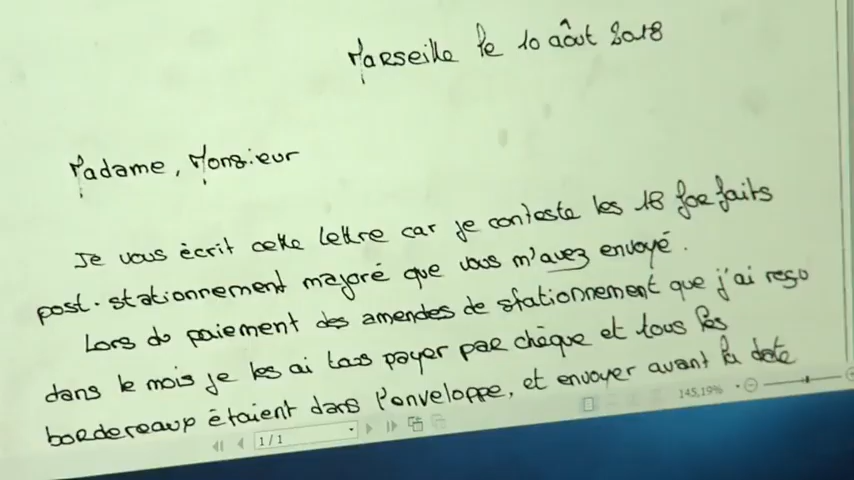 Marseille le 10 août 2018
Madame, Monsieur
Je vous écrit cette lettre car je conteste les 18 forfaits
post-stationnement majoré que vous m'avez envoyé.
Lors du paiement des amendes de stationnement que j'ai reçu
dans le mois je les ai tous payer par chèque et tous les
bordereaux étaient dans l'enveloppe, et envoyer avant la date
1 / 1
145,19%